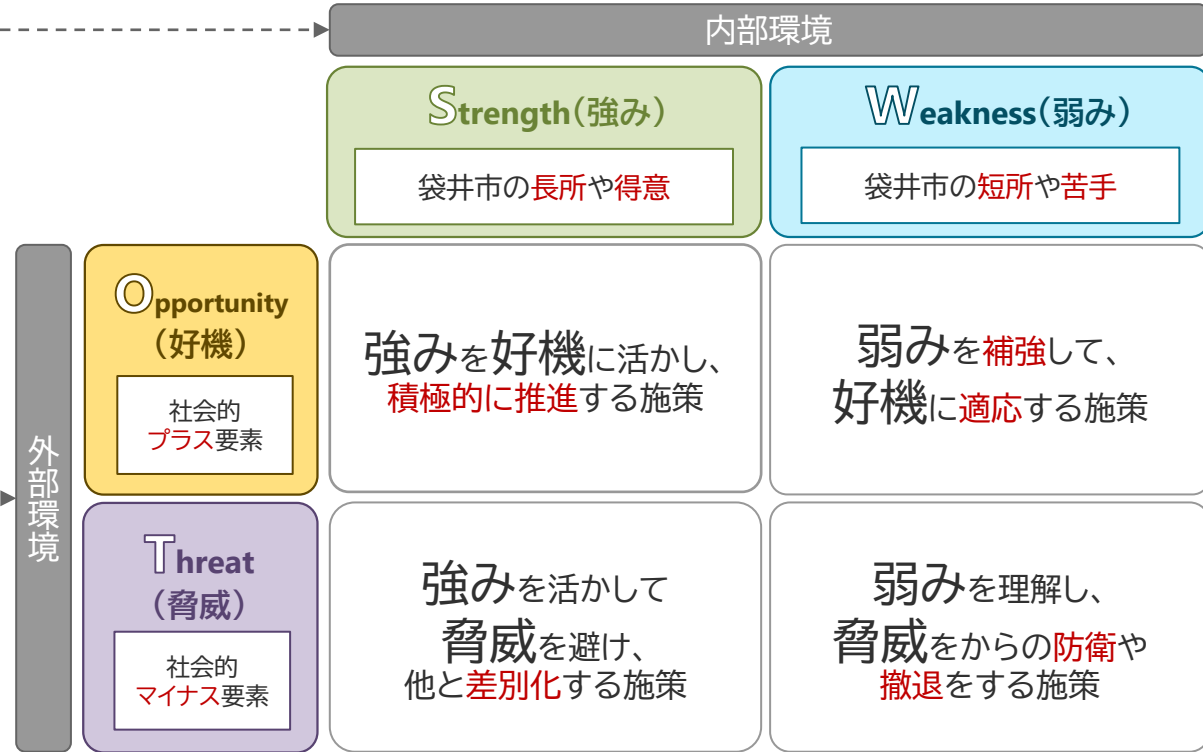 内部環境
Strength(強み)
袋井市の長所や得意
Weakness(弱み)
袋井市の短所や苦手
外部環境
Opportunity
(好機)
社会的
プラス要素
強みを好機に活かし、
積極的に推進する施策
弱みを補強して、
好機に適応する施策
Threat
(脅威)
社会的
マイナス要素
強みを活かして
脅威を避け、
他と差別化する施策
弱みを理解し、
脅威をからの防衛や
撤退をする施策